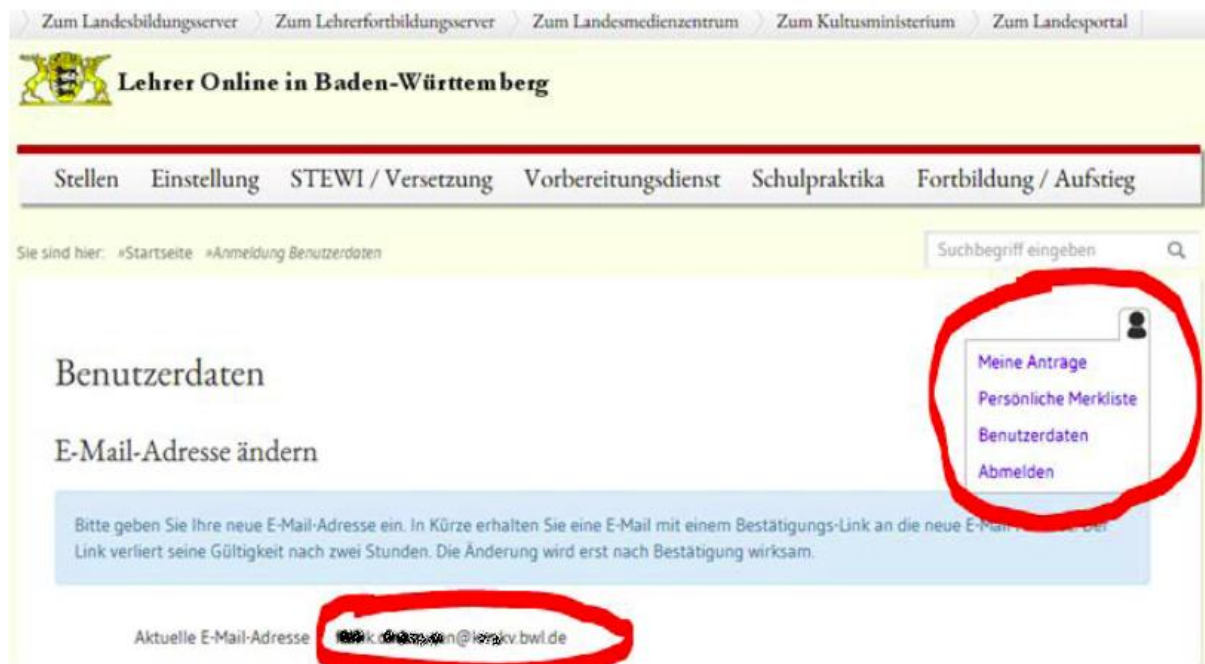 Zum Landesbildungsserver Zum Lehrerfortbildungsserver Zum Landesmedienzentrum Zum Kultusministerium Zum Landesportal
Lehrer Online in Baden-Württemberg
Stellen Einstellung STEWI / Versetzung Vorbereitungsdienst Schulpraktika Fortbildung / Aufstieg
Sie sind hier: »Startseite »Anmeldung Benutzerdaten
Suchbegriff eingeben
Meine Anträge
Persönliche Merkliste
Benutzerdaten
Abmelden
Benutzerdaten
E-Mail-Adresse ändern
Bitte geben Sie Ihre neue E-Mail-Adresse ein. In Kürze erhalten Sie eine E-Mail mit einem Bestätigungs-Link an die neue Der
Link verliert seine Gültigkeit nach zwei Stunden. Die Änderung wird erst nach Bestätigung wirksam.
Aktuelle E-Mail-Adresse